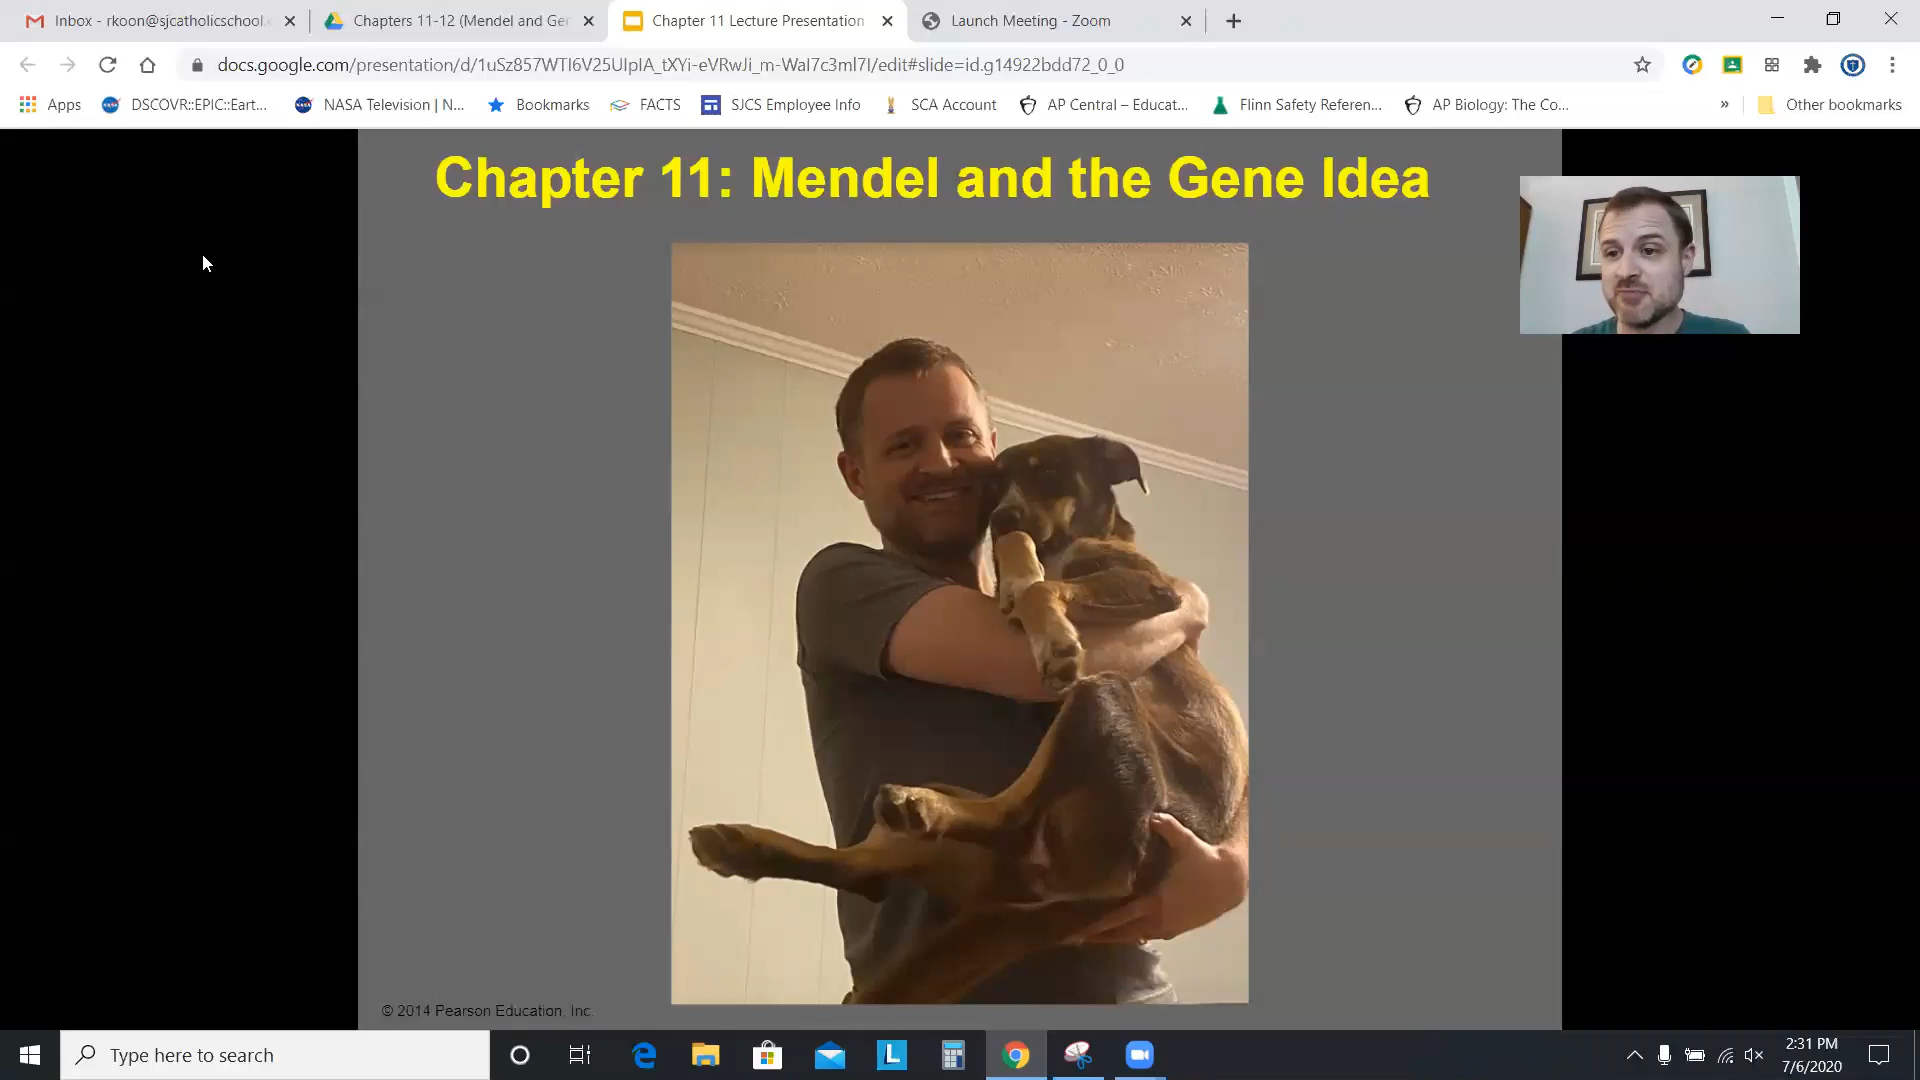 Inbox - rkoon@sjcatholicschool.
Chapters 11-12 (Mendel and Ge
Chapter 11 Lecture Presentation
Launch Meeting - Zoom
docs.google.com/presentation/d/1uSz857WTI6V25UIpIA_tXYi-eVRwJi_m-WaI7c3ml7I/edit#slide=id.g14922bdd72_0_0
Apps
DSCOVR::EPIC::Eart...
NASA Television | N...
Bookmarks
FACTS
SJCS Employee Info
SCA Account
AP Central – Educat...
Flinn Safety Referen...
AP Biology: The Co...
»
Other bookmarks
Chapter 11: Mendel and the Gene Idea
© 2014 Pearson Education, Inc.
Type here to search
2:31 PM
7/6/2020